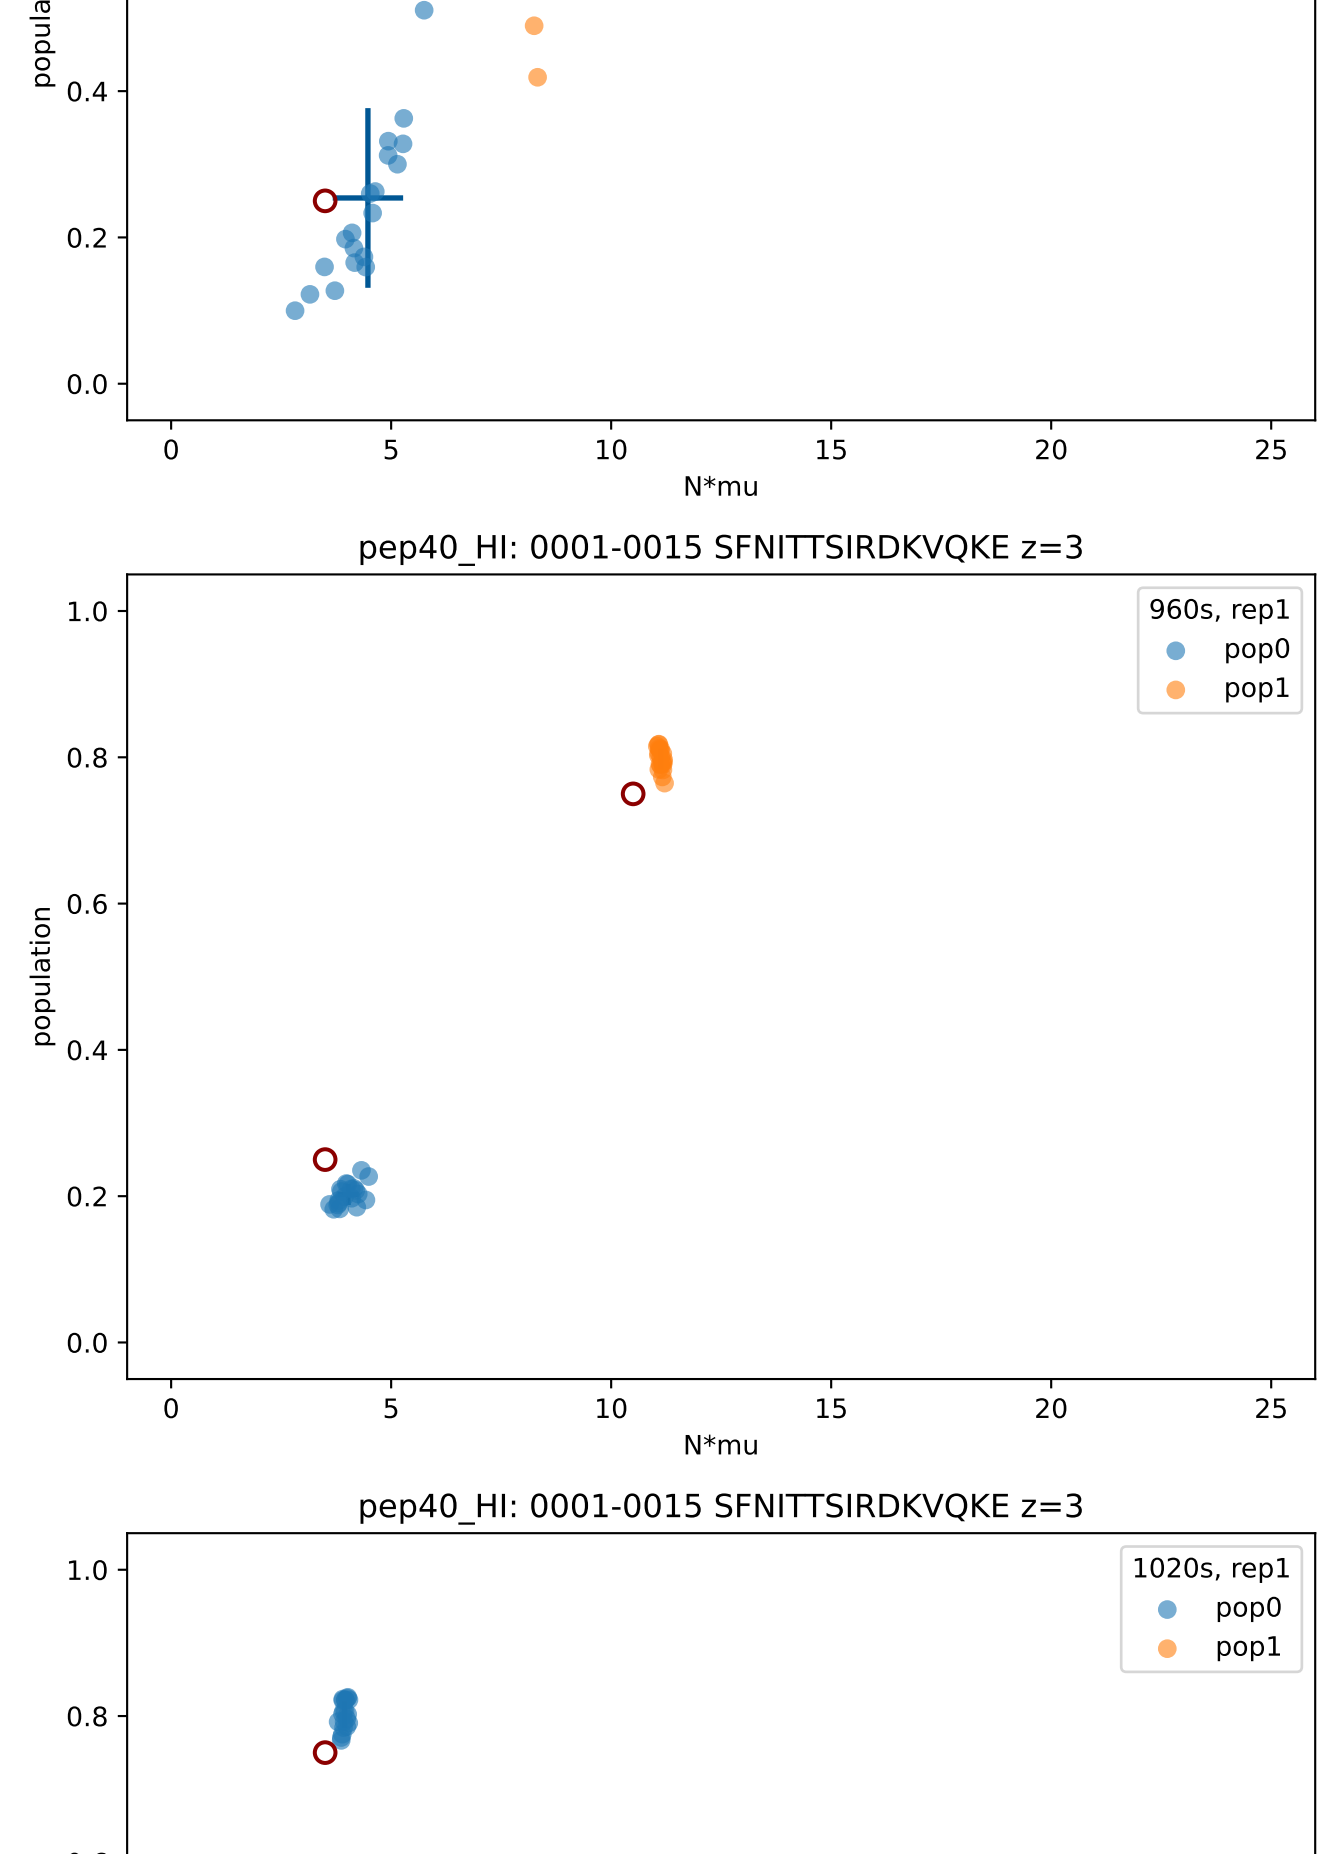 popula
0.4
0.2
0.0
0 5 10 15 20 25
N*mu
pep40_HI: 0001-0015 SFNITTSIRDKVQKE z=3
960s, rep1
pop0
pop1
1.0
0.8
0.6
0.4
0.2
0.0
population
0 5 10 15 20 25
N*mu
pep40_HI: 0001-0015 SFNITTSIRDKVQKE z=3
1020s, rep1
pop0
pop1
1.0
0.8